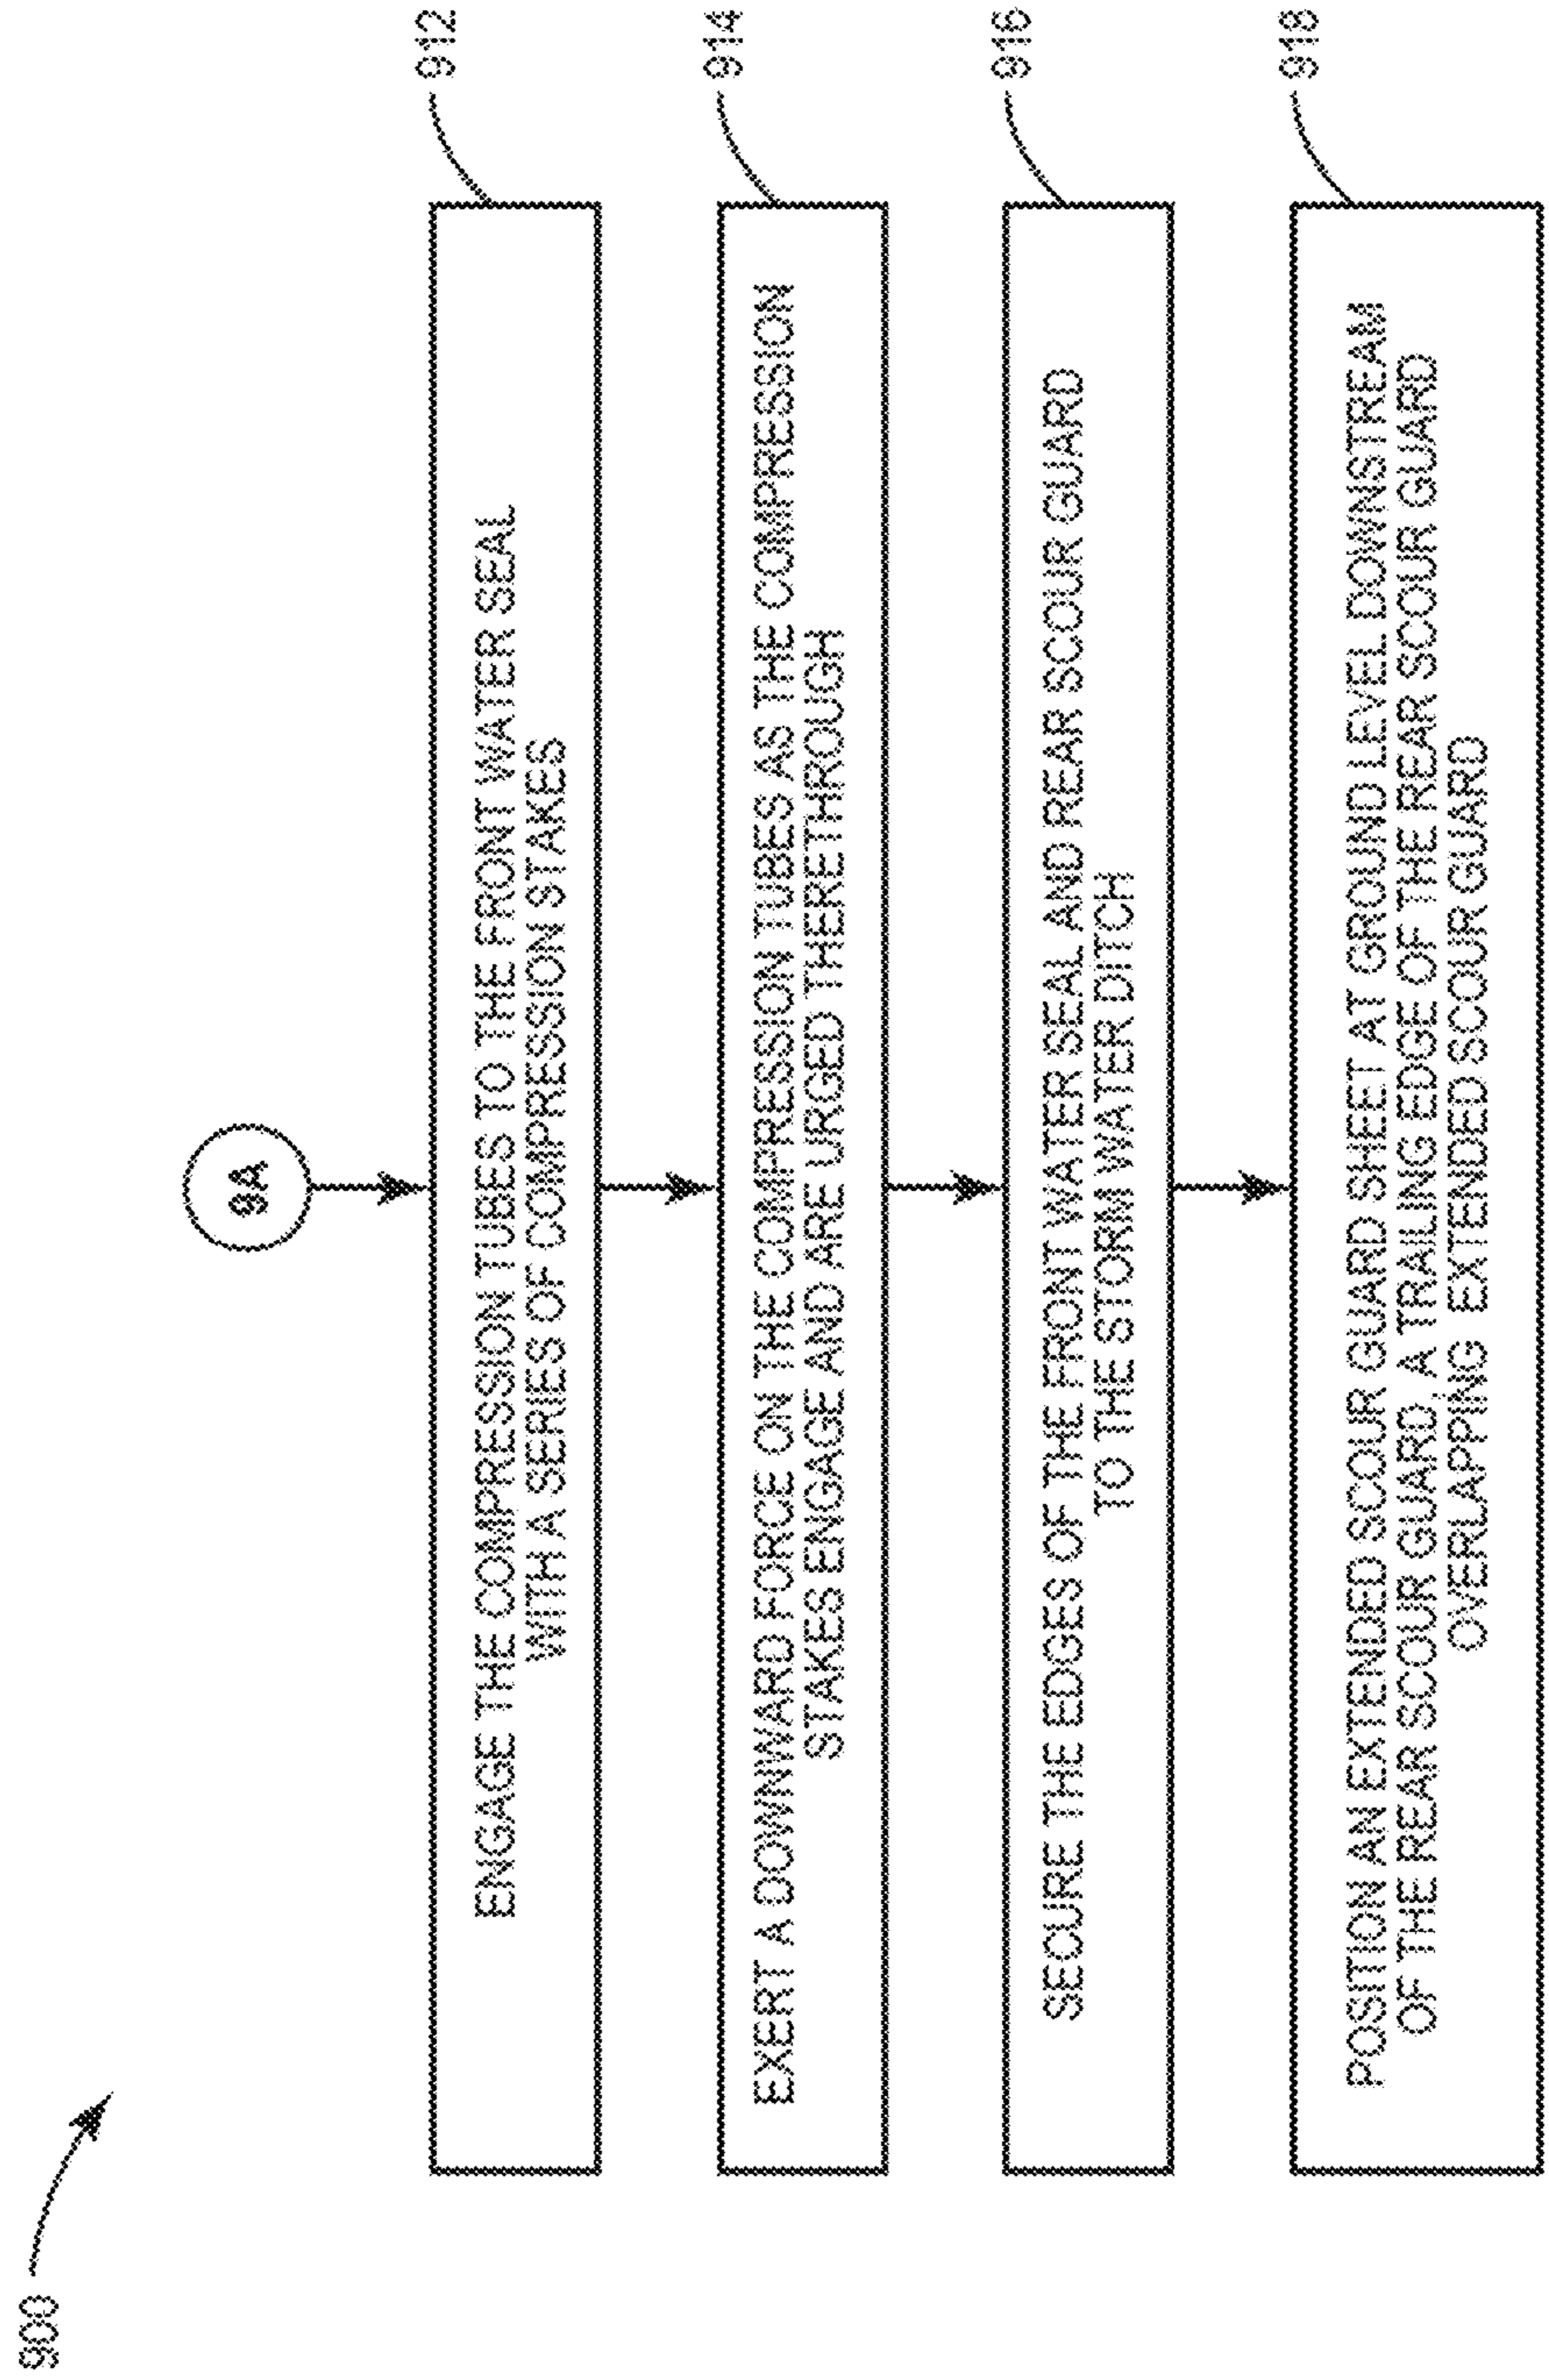 900
9A
912
ENGAGE THE COMPRESSION TUBES TO THE FRONT WATER SEAL
WITH A SERIES OF COMPRESSION STAKES
914
EXERT A DOWNWARD FORCE ON THE COMPRESSION TUBES AS THE COMPRESSION
STAKES ENGAGE AND ARE URGED THERETHROUGH
916
SECURE THE EDGES OF THE FRONT WATER SEAL AND REAR SCOUR GUARD
TO THE STORM WATER DITCH
918
POSITION AN EXTENDED SCOUR GUARD SHEET AT GROUND LEVEL DOWNSTREAM
OF THE REAR SCOUR GUARD, A TRAILING EDGE OF THE REAR SCOUR GUARD
OVERLAPPING EXTENDED SCOUR GUARD